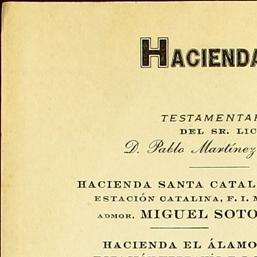 HACIENDA
TESTAMENTAR
DEL SR. LIC
D. Pablo Martínez
HACIENDA SANTA CATAL
ESTACIÓN CATALINA, F. I. M
ADMOR. MIGUEL SOTO
HACIENDA EL ÁLAMO